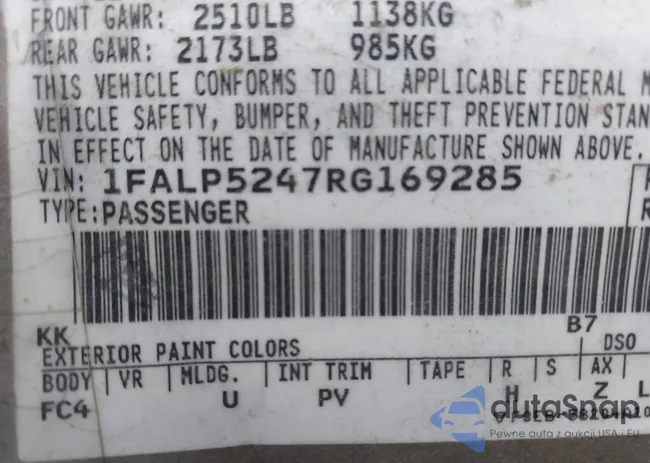 FRONT GAWR: 2510LB 1138KG
REAR GAWR: 2173LB 985KG
THIS VEHICLE CONFORMS TO ALL APPLICABLE FEDERAL M
VEHICLE SAFETY, BUMPER, AND THEFT PREVENTION STAN
IN EFFECT ON THE DATE OF MANUFACTURE SHOWN ABOVE.
VIN: 1FALP5247RG169285
TYPE: PASSENGER
B7
KK
EXTERIOR PAINT COLORS DSO
BODY VR MLDG. INT TRIM TAPE R S AX
FC4 U PV H Z L
dutaSnap
Pewne auta z aukcji USA i EU